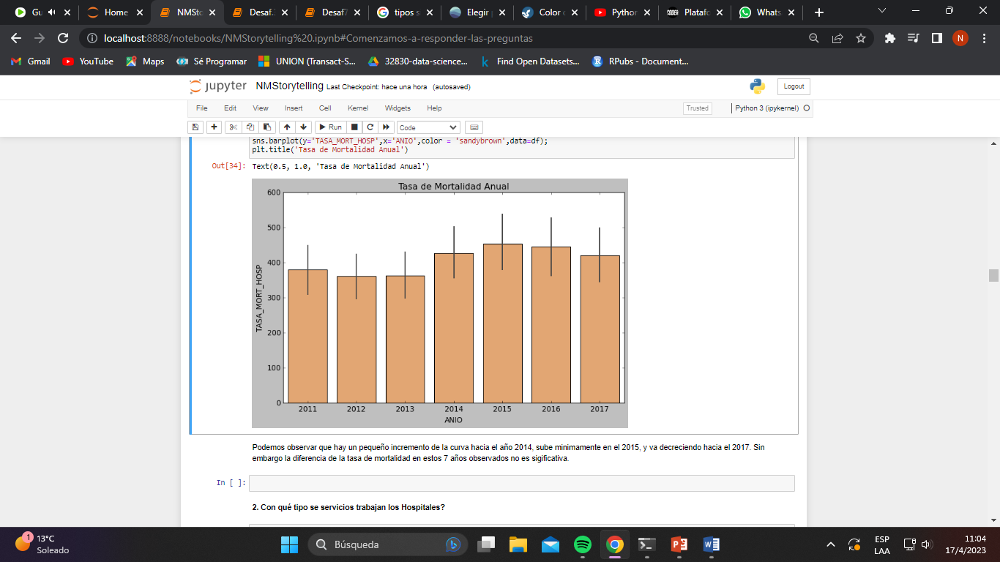 Gu
Home
NMSto
Desaf.
Desaf7
tipos s
Elegir
Color
Python
Platafo
Whats
localhost:8888/notebooks/NMStorytelling%20.ipynb#Comenzamos-a-responder-las-preguntas
N
Gmail
YouTube
Maps
Sé Programar
UNION (Transact-S...
32830-data-science...
Find Open Datasets...
RPubs - Document...
jupyter NMStorytelling Last Checkpoint: hace una hora (autosaved)
Logout
File Edit View Insert Cell Kernel Widgets Help
Trusted
Python 3 (ipykernel)
Run
Code
sns.barplot(y='TASA_MORT_HOSP',x='ANIO',color = 'sandybrown',data=df);
plt.title('Tasa de Mortalidad Anual')
Out[34]: Text(0.5, 1.0, 'Tasa de Mortalidad Anual')
Tasa de Mortalidad Anual
600
500
400
300
200
100
0
TASA_MORT_HOSP
2011 2012 2013 2014 2015 2016 2017
ANIO
Podemos observar que hay un pequeño incremento de la curva hacia el año 2014, sube minimamente en el 2015, y va decreciendo hacia el 2017. Sin
embargo la diferencia de la tasa de mortalidad en estos 7 años observados no es sigificativa.
In [ ]:
2. Con qué tipo se servicios trabajan los Hospitales?
1
13°C
Soleado
Búsqueda
ESP
LAA
11:04
17/4/2023